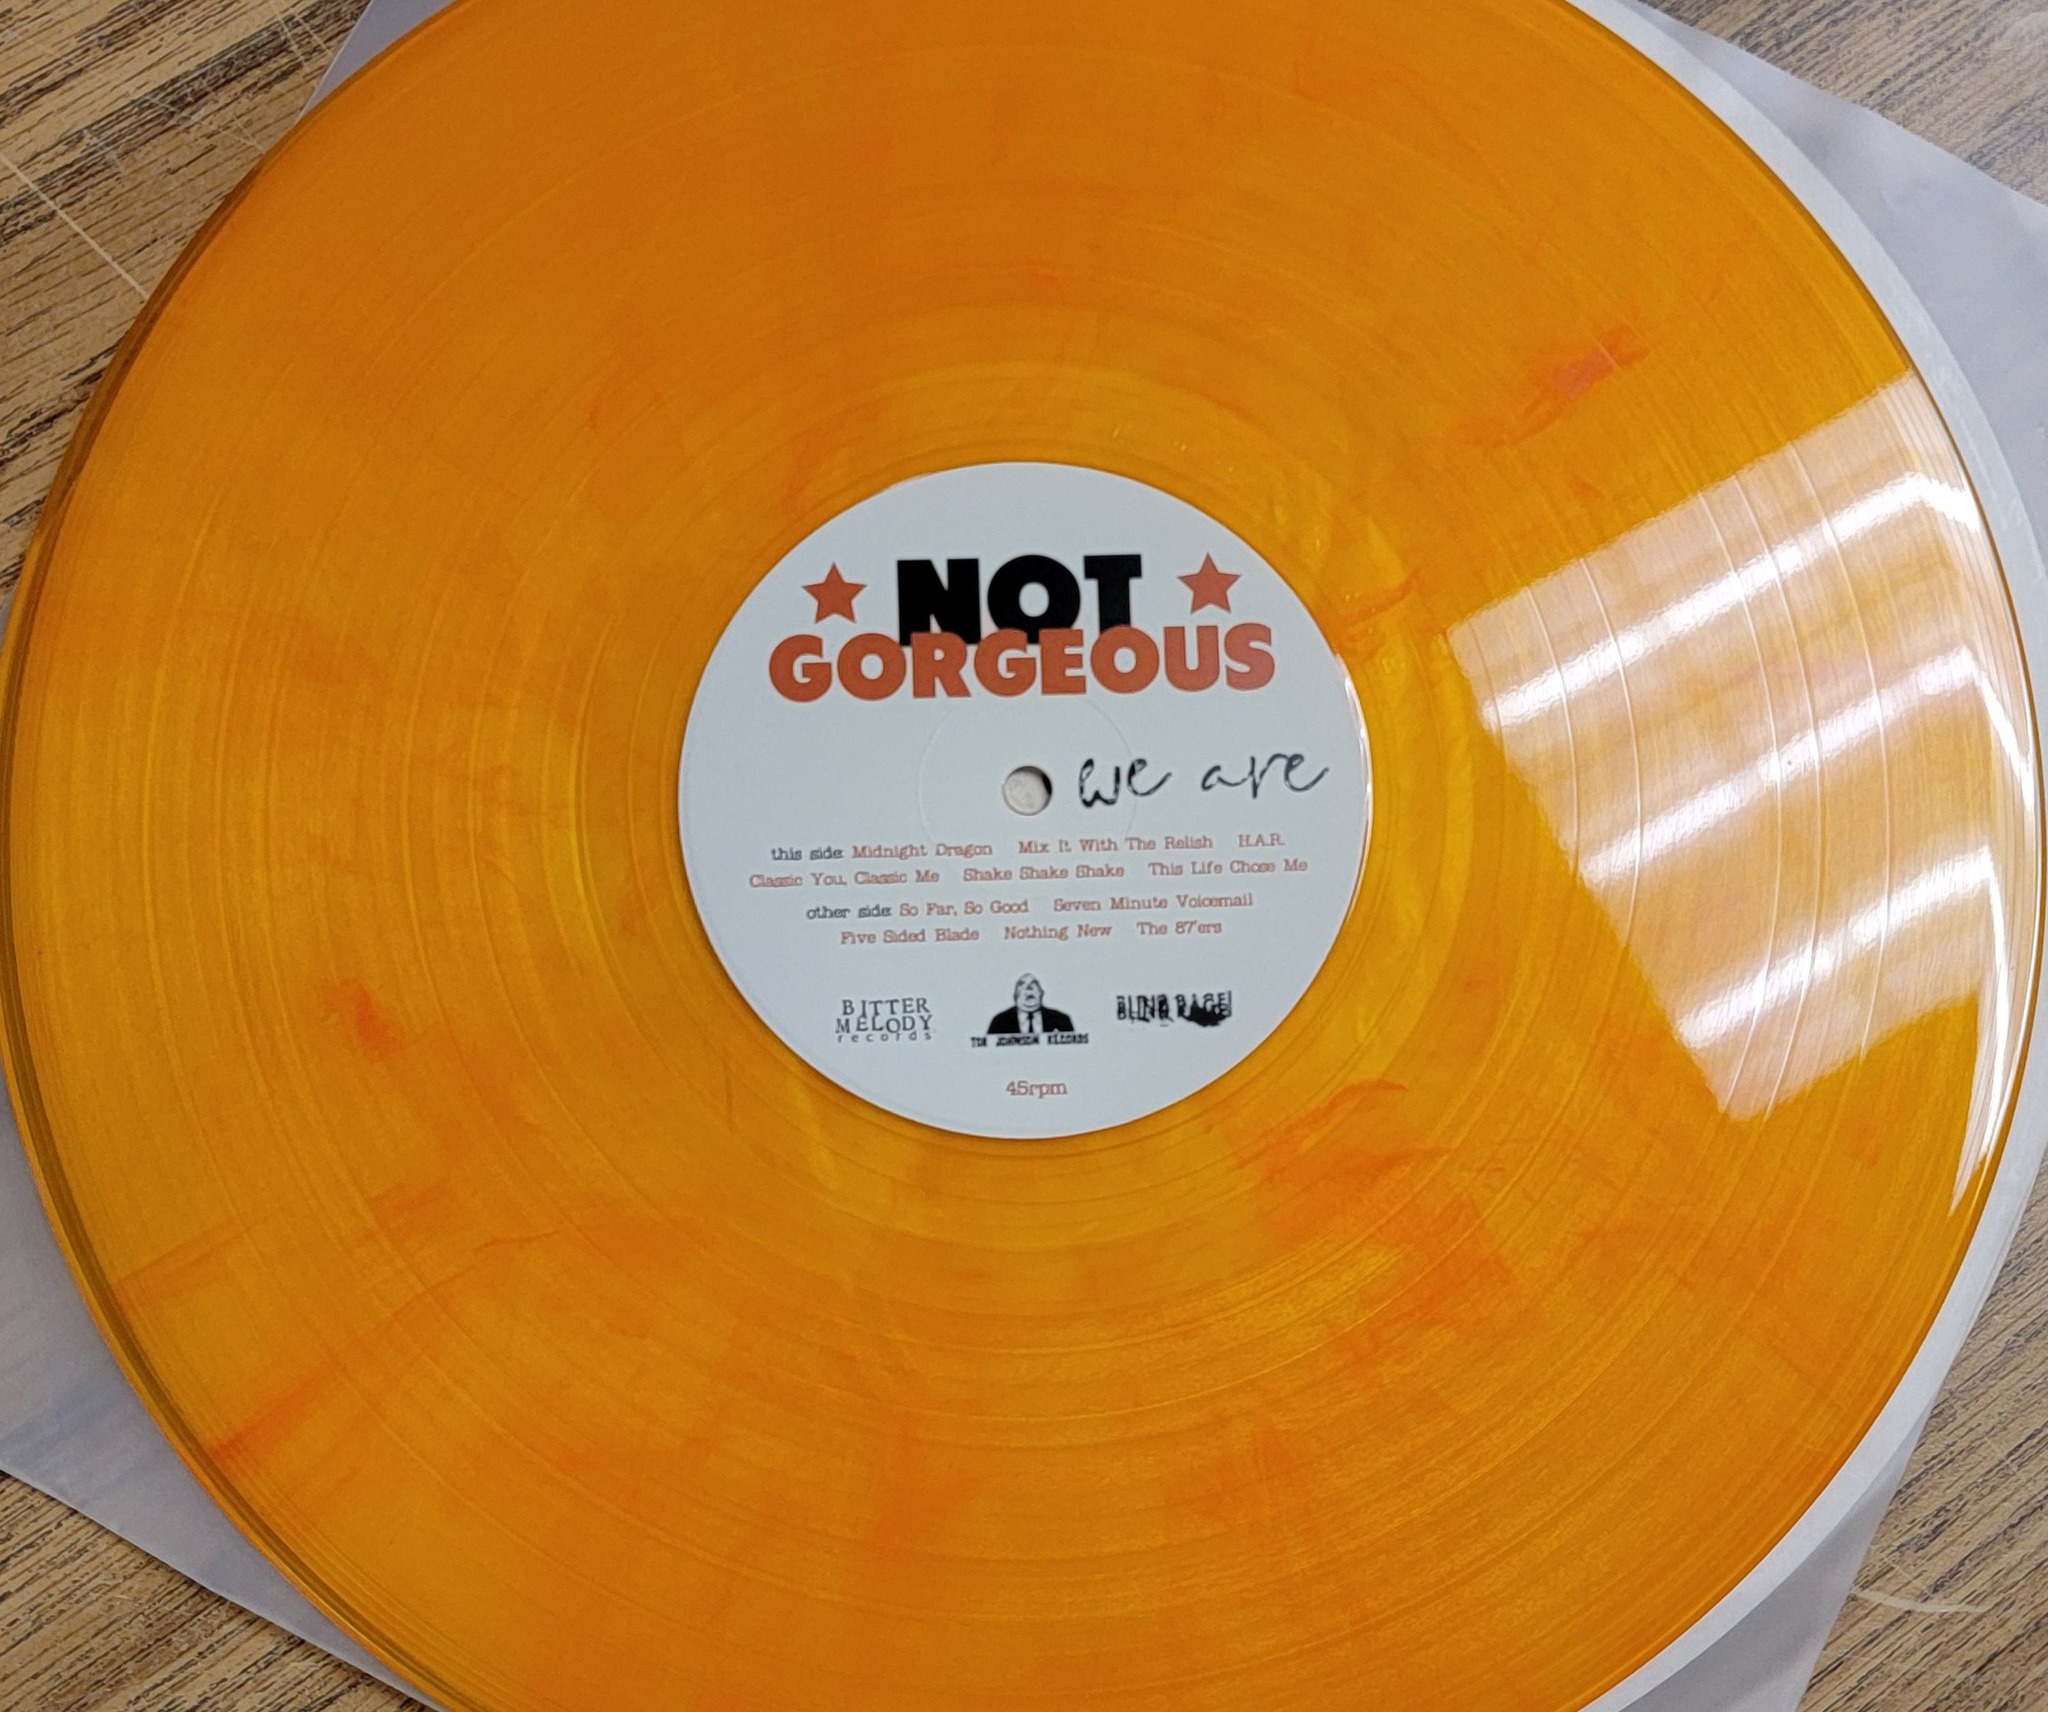 NOT
GORGEOUS
we are
this side: Midnight Dragon Mix It With The Relish H.A.R.
Classic You, Classic Me Shake Shake Shake This Life Chose Me
other side: So Far, So Good Seven Minute Voicemail
Five Sided Blade Nothing New The 87'ers
BITTER
MELODY
records
JOHNSON RECORDS
45rpm